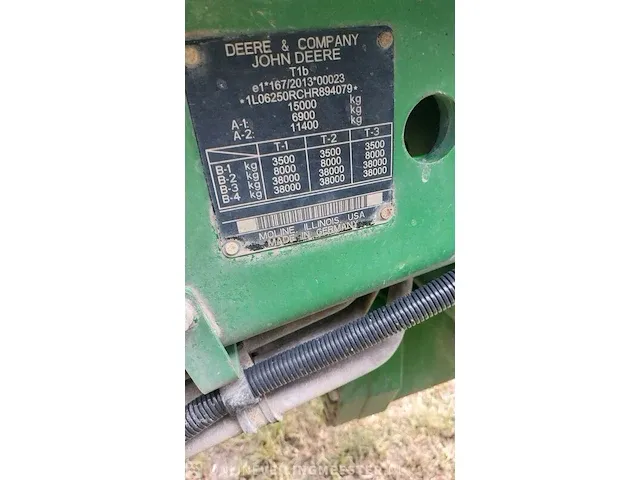 DEERE & COMPANY
JOHN DEERE
T1b
e1*167/2013*00023
*1L06250RCHR894079*
15000 kg
A-1: 6900 kg
A-2: 11400 kg
T-1 T-2 T-3
B-1 kg 3500 3500 3500
B-2 kg 8000 8000 8000
B-3 kg 38000 38000 38000
B-4 kg 38000 38000 38000
MOLINE, ILLINOIS, USA
MADE IN GERMANY